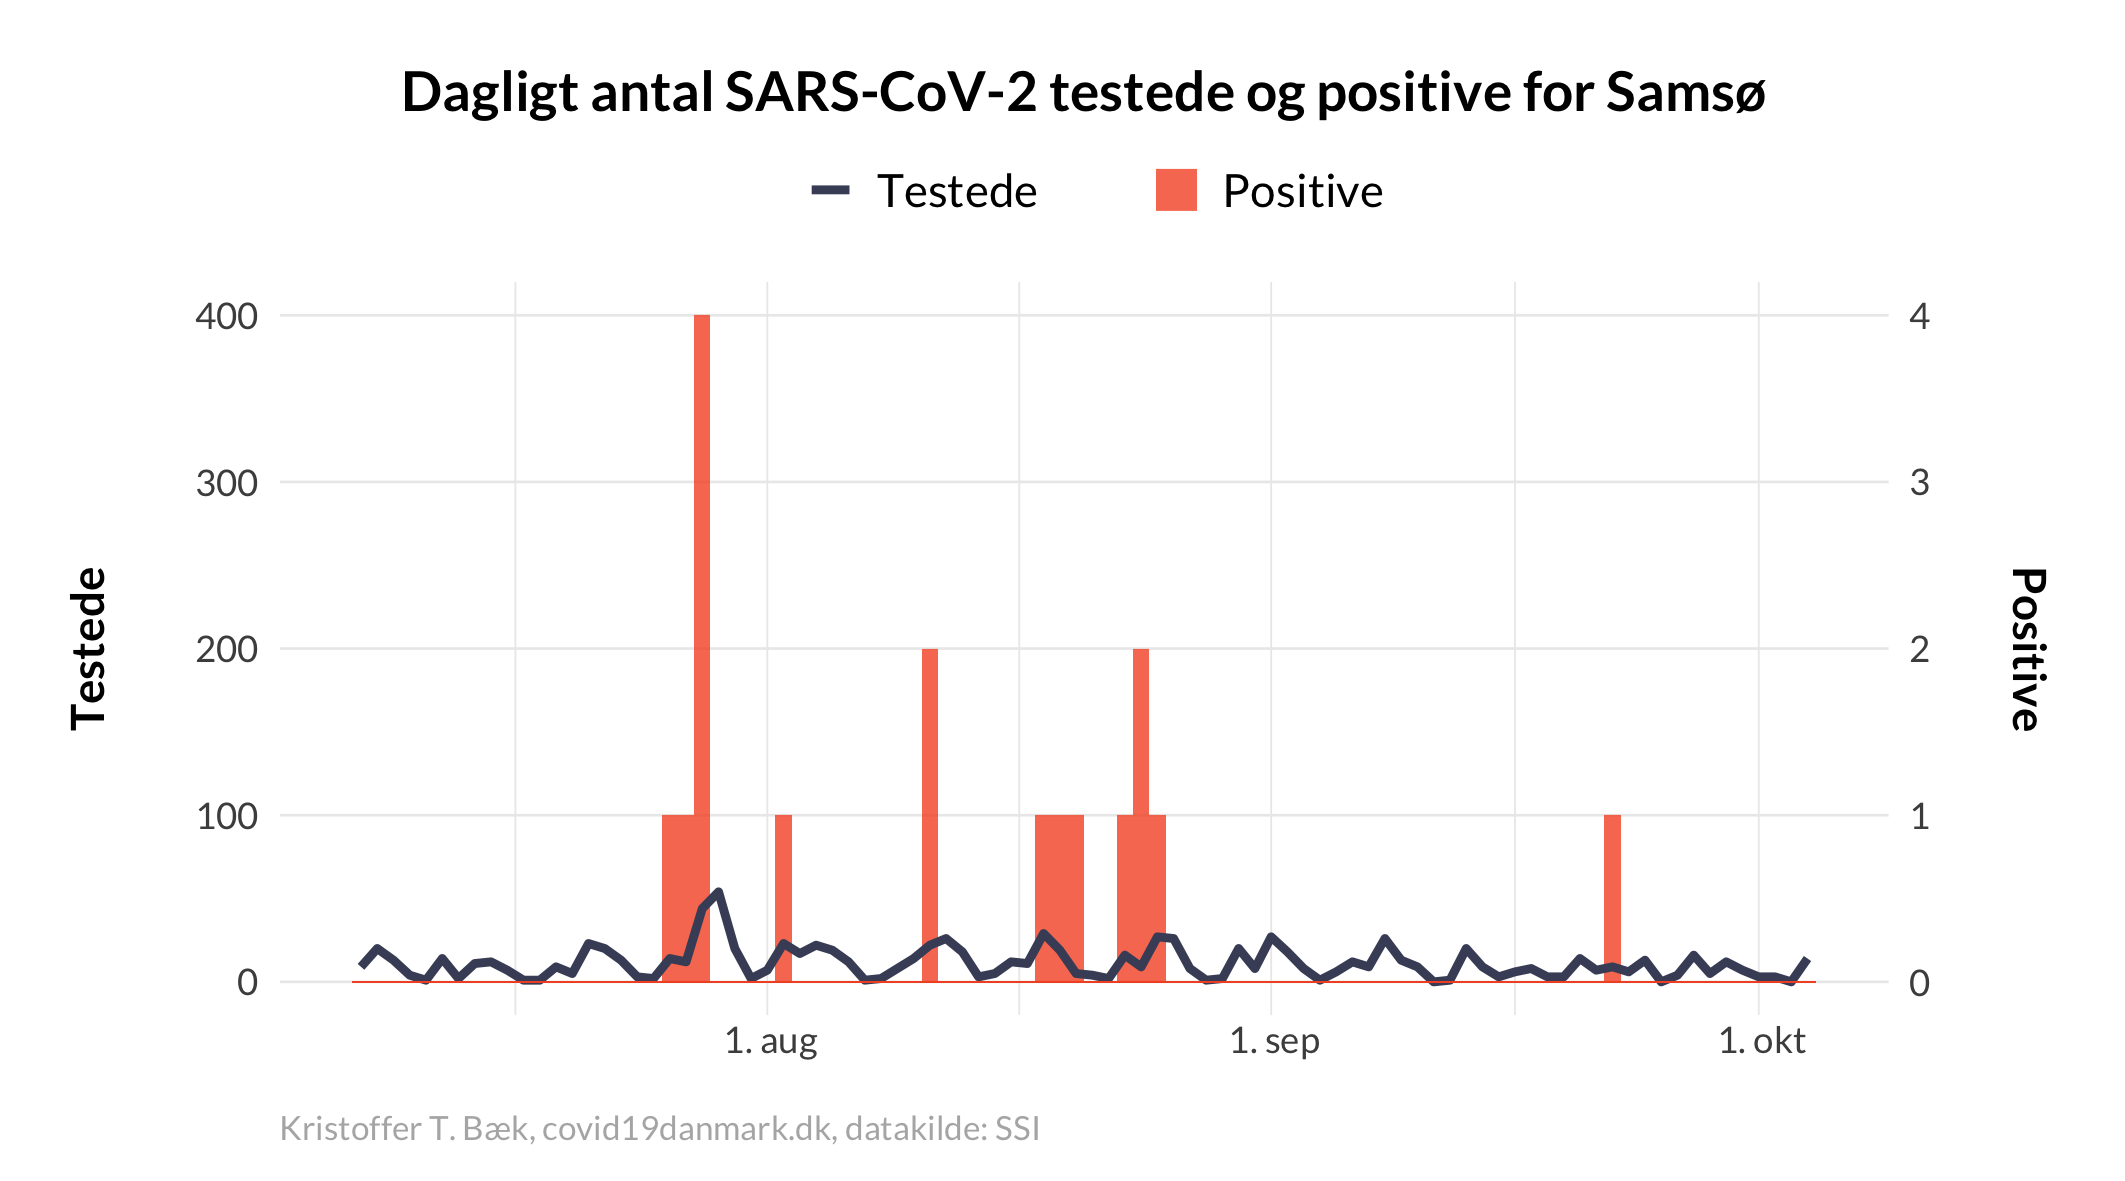 Dagligt antal SARS-CoV-2 testede og positive for Samsø
Testede
Positive
400
300
200
100
0
4
3
2
1
0
Testede
Positive
1. aug
1. sep
1. okt
Kristoffer T. Bæk, covid19danmark.dk, datakilde: SSI